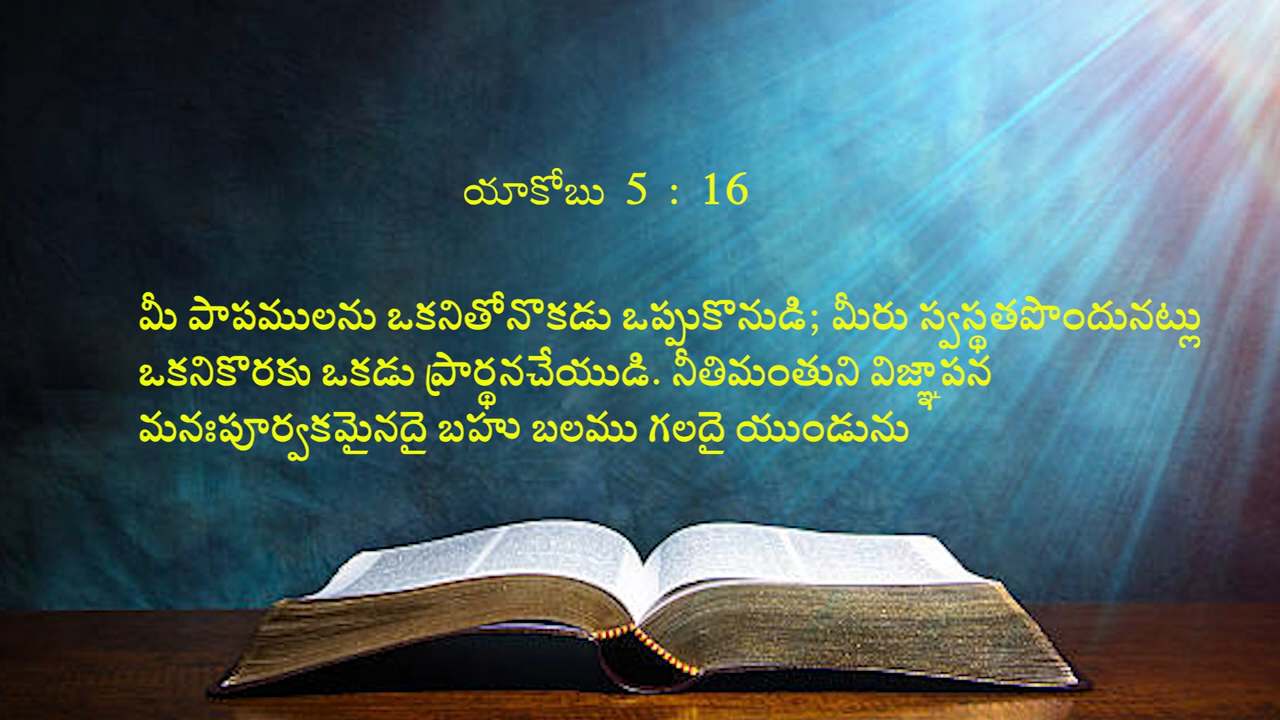 యాకోబు 5 : 16
మీ పాపములను ఒకనితోనొకడు ఒప్పుకొనుడి; మీరు స్వస్థతపొందునట్లు
ఒకనికొరకు ఒకడు ప్రార్థనచేయుడి. నీతిమంతుని విజ్ఞాపన
మనఃపూర్వకమైనదై బహు బలము గలదై యుండును